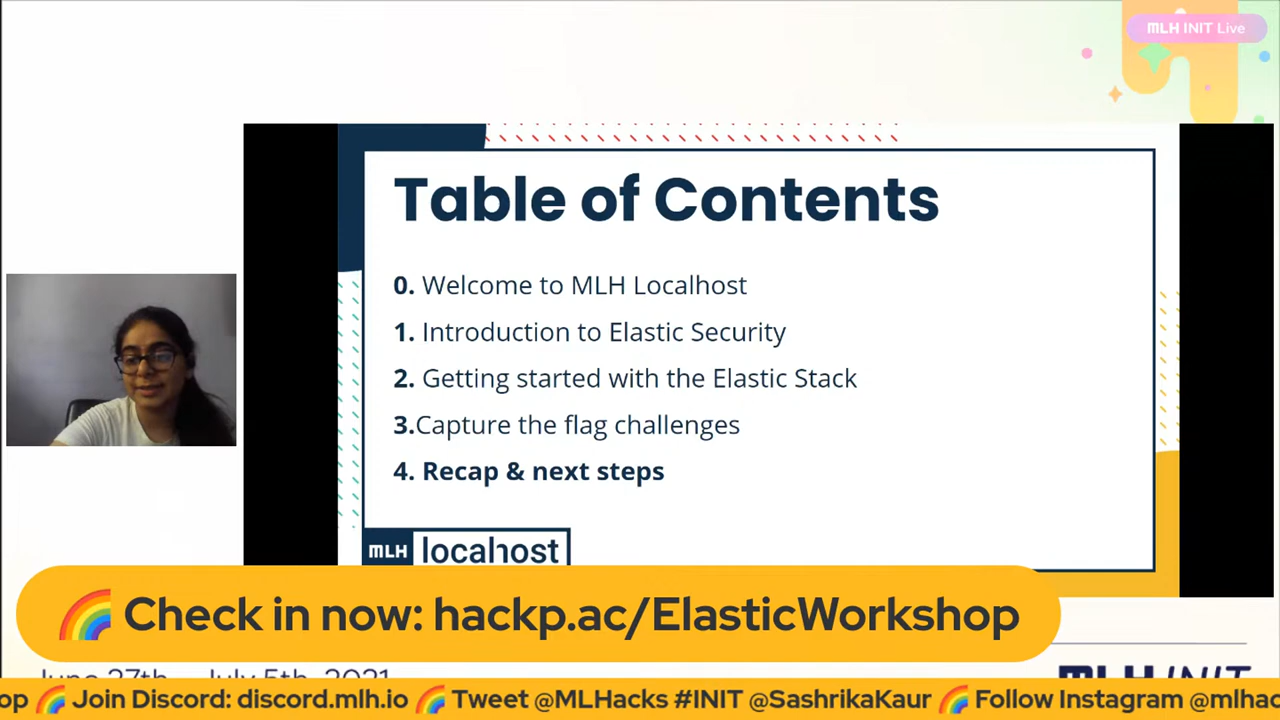 MLH INIT Live
Table of Contents
0. Welcome to MLH Localhost
1. Introduction to Elastic Security
2. Getting started with the Elastic Stack
3.Capture the flag challenges
4. Recap & next steps
MLH localhost
🌈 Check in now: hackp.ac/ElasticWorkshop
June 27th - July 5th, 2021
MLH INIT
op 🌈 Join Discord: discord.mlh.io 🌈 Tweet @MLHacks #INIT @SashrikaKaur 🌈 Follow Instagram @mlhac